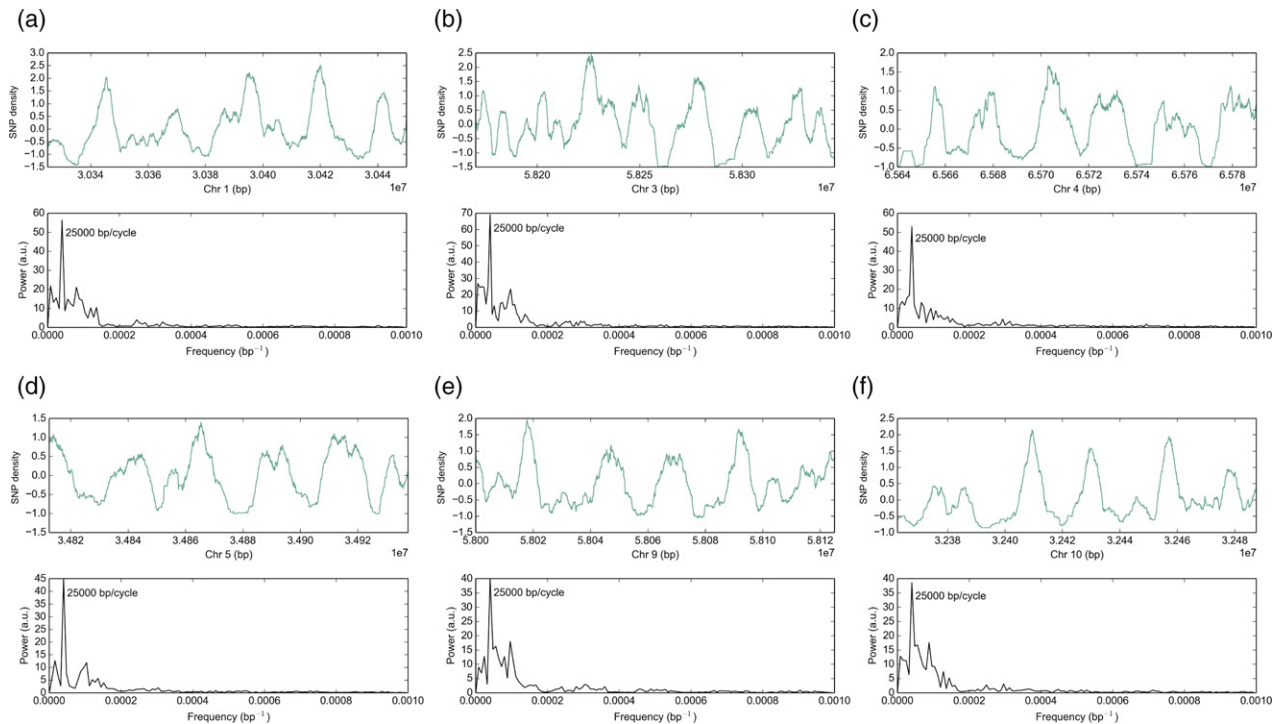 (a)
3.0
2.5
2.0
1.5
1.0
0.5
0.0
−0.5
−1.0
−1.5
SNP density
3.034 3.036 3.038 3.040 3.042 3.044
Chr 1 (bp)
1e7
60
50
40
30
20
10
0
Power (a.u.)
25000 bp/cycle
0.0000 0.0002 0.0004 0.0006 0.0008 0.0010
Frequency (bp−1)
(b)
2.5
2.0
1.5
1.0
0.5
0.0
−0.5
−1.0
−1.5
SNP density
5.820 5.825 5.830
Chr 3 (bp)
1e7
70
60
50
40
30
20
10
0
Power (a.u.)
25000 bp/cycle
0.0000 0.0002 0.0004 0.0006 0.0008 0.0010
Frequency (bp−1)
(c)
2.0
1.5
1.0
0.5
0.0
−0.5
−1.0
SNP density
6.564 6.566 6.568 6.570 6.572 6.574 6.576 6.578
Chr 4 (bp)
1e7
60
50
40
30
20
10
0
Power (a.u.)
25000 bp/cycle
0.0000 0.0002 0.0004 0.0006 0.0008 0.0010
Frequency (bp−1)
(d)
1.5
1.0
0.5
0.0
−0.5
−1.0
−1.5
SNP density
3.482 3.484 3.486 3.488 3.490 3.492
Chr 5 (bp)
1e7
45
40
35
30
25
20
15
10
5
0
Power (a.u.)
25000 bp/cycle
0.0000 0.0002 0.0004 0.0006 0.0008 0.0010
Frequency (bp−1)
(e)
2.0
1.5
1.0
0.5
0.0
−0.5
−1.0
−1.5
SNP density
5.800 5.802 5.804 5.806 5.808 5.810 5.812
Chr 9 (bp)
1e7
40
35
30
25
20
15
10
5
0
Power (a.u.)
25000 bp/cycle
0.0000 0.0002 0.0004 0.0006 0.0008 0.0010
Frequency (bp−1)
(f)
2.5
2.0
1.5
1.0
0.5
0.0
−0.5
−1.0
SNP density
3.238 3.240 3.242 3.244 3.246 3.248
Chr 10 (bp)
1e7
40
35
30
25
20
15
10
5
0
Power (a.u.)
25000 bp/cycle
0.0000 0.0002 0.0004 0.0006 0.0008 0.0010
Frequency (bp−1)